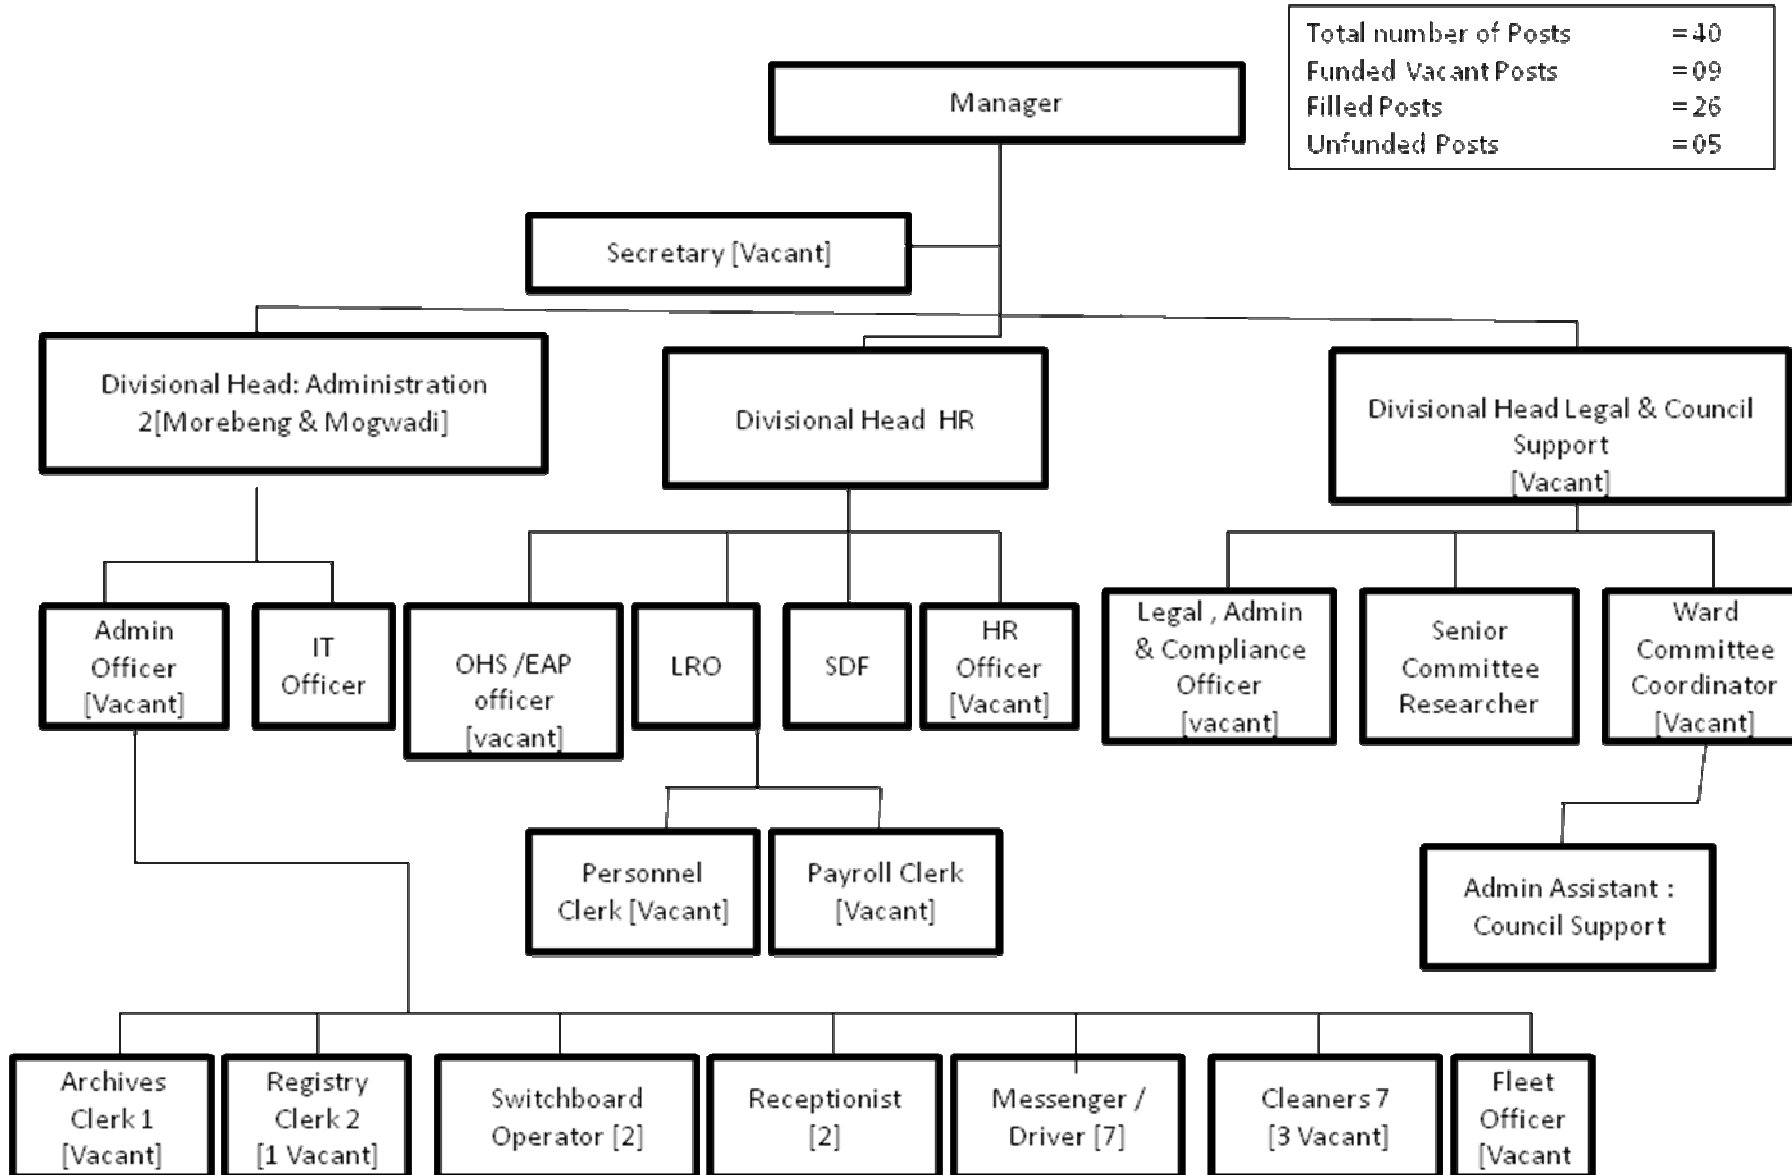 Total number of Posts = 40
Funded Vacant Posts = 09
Filled Posts = 26
Unfunded Posts = 05
Manager
Secretary [Vacant]
Divisional Head: Administration
2[Morebeng & Mogwadi]
Divisional Head HR
Divisional Head Legal & Council
Support
[Vacant]
Admin
Officer
[Vacant]
IT
Officer
OHS /EAP
officer
[vacant]
LRO
SDF
HR
Officer
[Vacant]
Legal , Admin
& Compliance
Officer
[vacant]
Senior
Committee
Researcher
Ward
Committee
Coordinator
[Vacant]
Personnel
Clerk [Vacant]
Payroll Clerk
[Vacant]
Admin Assistant :
Council Support
Archives
Clerk 1
[Vacant]
Registry
Clerk 2
[1 Vacant]
Switchboard
Operator [2]
Receptionist
[2]
Messenger /
Driver [7]
Cleaners 7
[3 Vacant]
Fleet
Officer
[Vacant